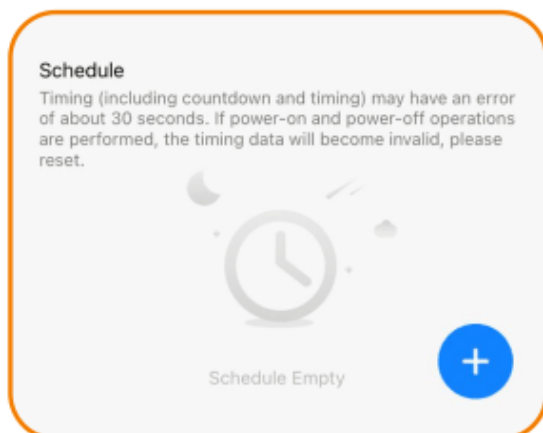 Schedule
Timing (including countdown and timing) may have an error
of about 30 seconds. If power-on and power-off operations
are performed, the timing data will become invalid, please
reset.
Schedule Empty